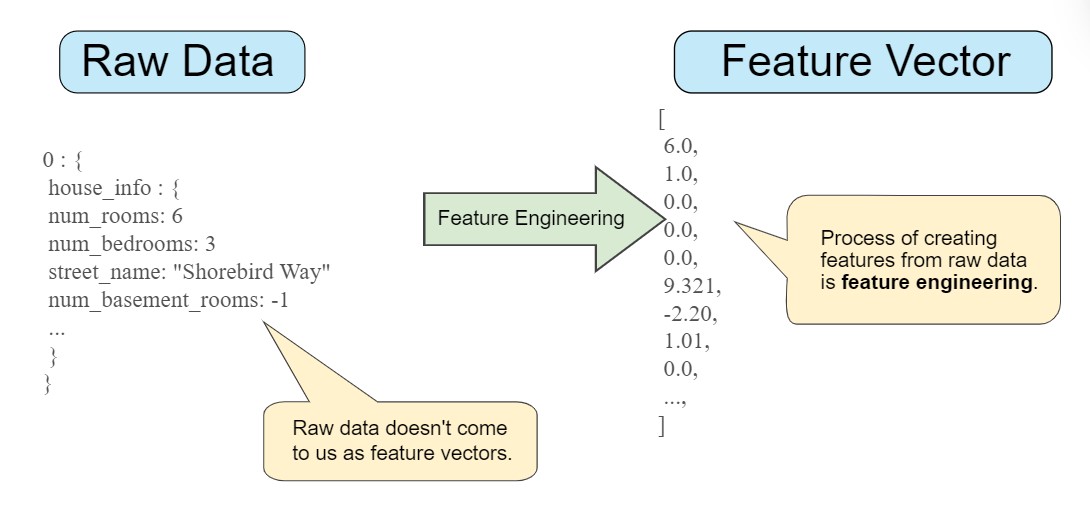 Raw Data
0 : {
house_info : {
num_rooms: 6
num_bedrooms: 3
street_name: "Shorebird Way"
num_basement_rooms: -1
...
}
}
Raw data doesn't come
to us as feature vectors.
Feature Engineering
Feature Vector
[
6.0,
1.0,
0.0,
0.0,
0.0,
9.321,
-2.20,
1.01,
0.0,
...,
]
Process of creating
features from raw data
is feature engineering.